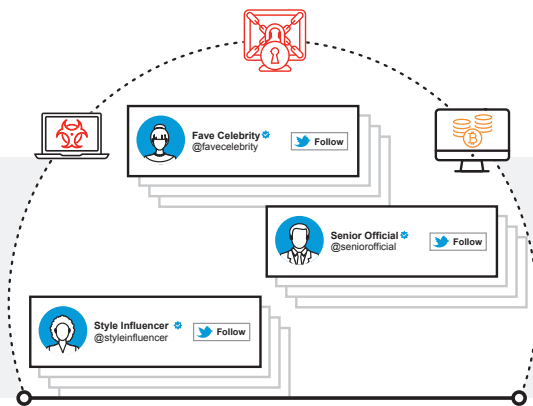 Fave Celebrity
@favecelebrity
Follow
Senior Official
@seniorofficial
Follow
Style Influencer
@styleinfluencer
Follow